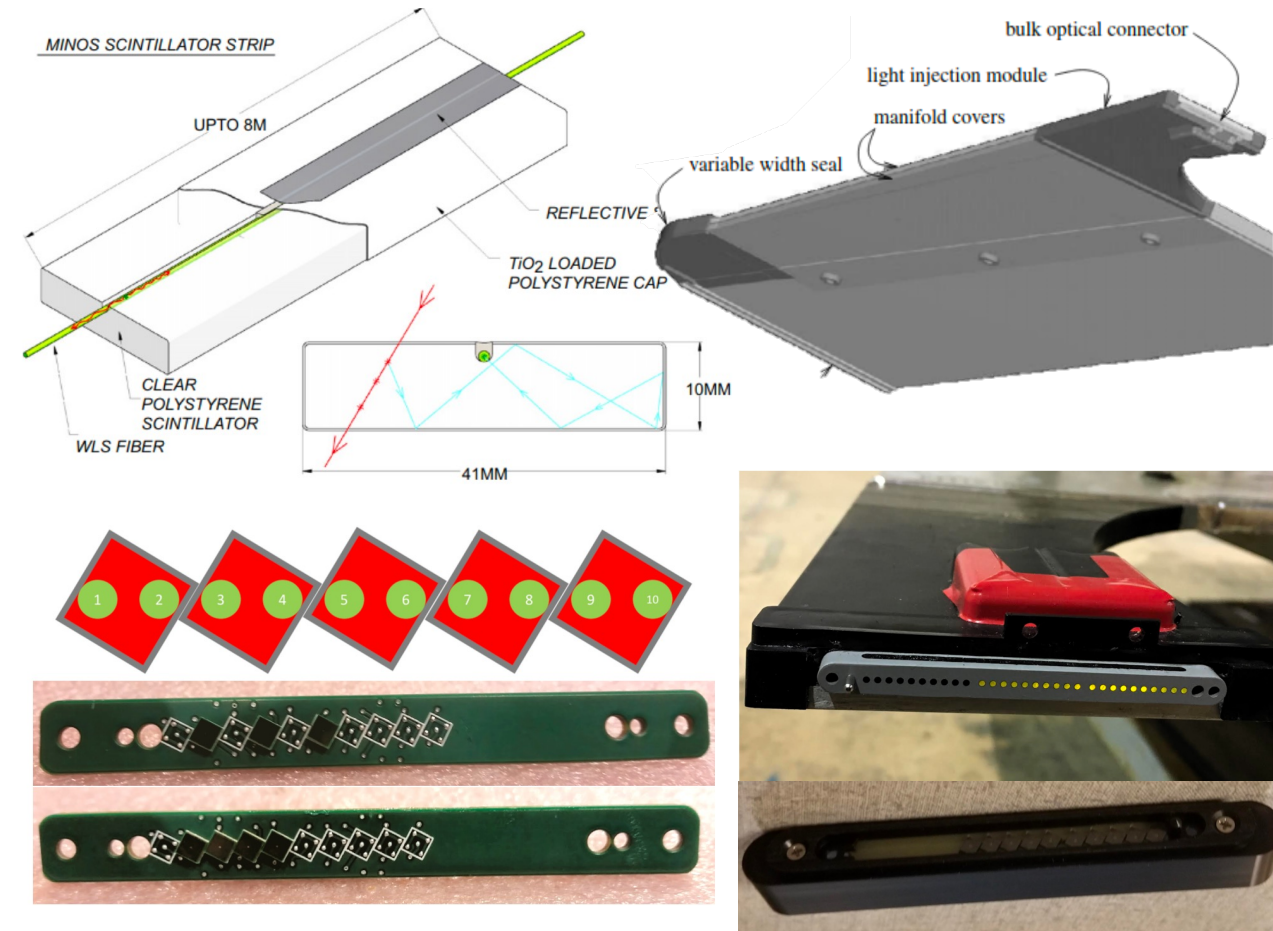 MINOS SCINTILLATOR STRIP
UPTO 8M
REFLECTIVE
TiO2 LOADED
POLYSTYRENE CAP
CLEAR
POLYSTYRENE
SCINTILLATOR
WLS FIBER
10MM
41MM
bulk optical connector
light injection module
manifold covers
variable width seal
1 2 3 4 5 6 7 8 9 10